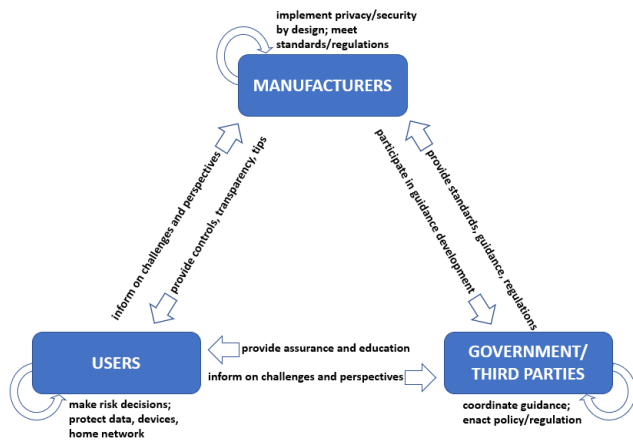 implement privacy/security
by design; meet
standards/regulations
MANUFACTURERS
inform on challenges and perspectives
provide controls, transparency, tips
participate in guidance development
provide standards, guidance, regulations
USERS
provide assurance and education
inform on challenges and perspectives
GOVERNMENT/
THIRD PARTIES
make risk decisions;
protect data, devices,
home network
coordinate guidance;
enact policy/regulation